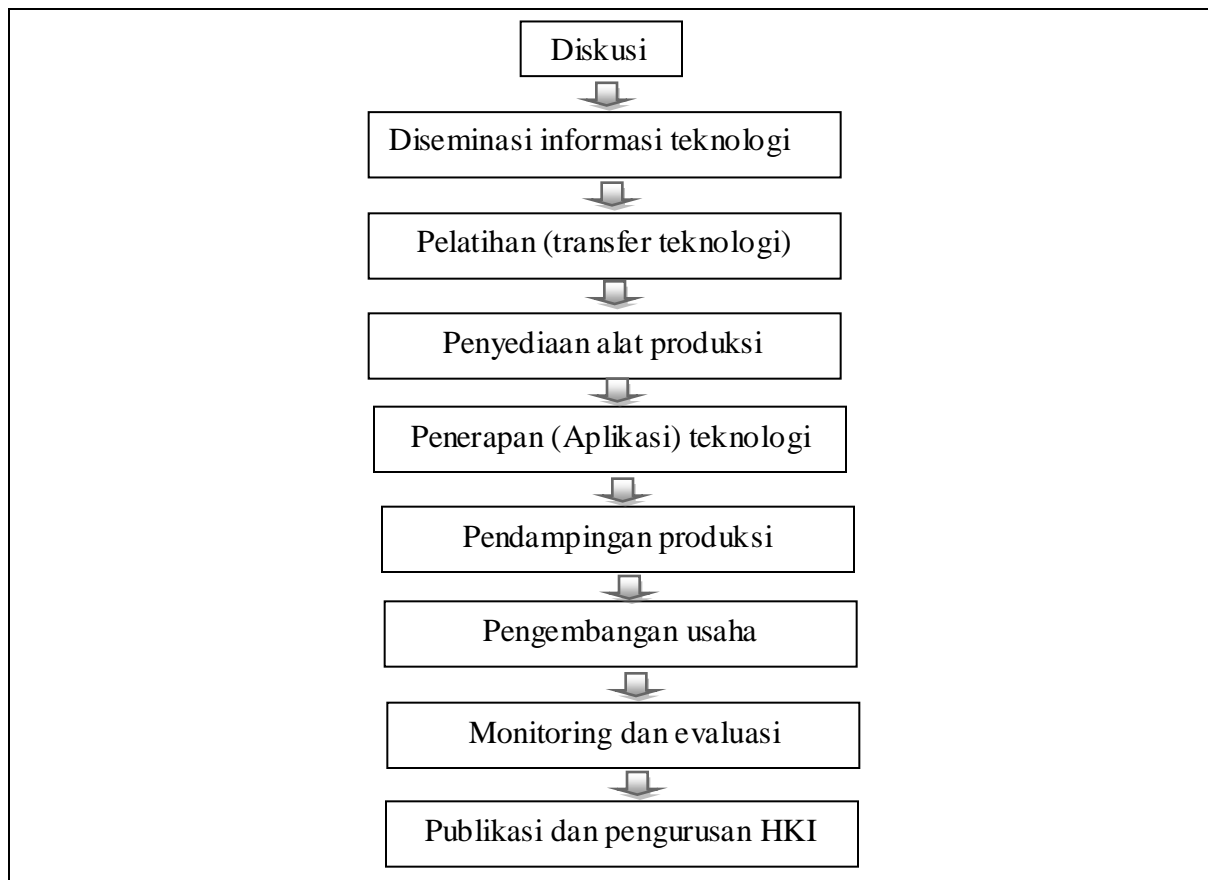 Diskusi
Diseminasi informasi teknologi
Pelatihan (transfer teknologi)
Penyediaan alat produksi
Penerapan (Aplikasi) teknologi
Pendampingan produksi
Pengembangan usaha
Monitoring dan evaluasi
Publikasi dan pengurusan HKI